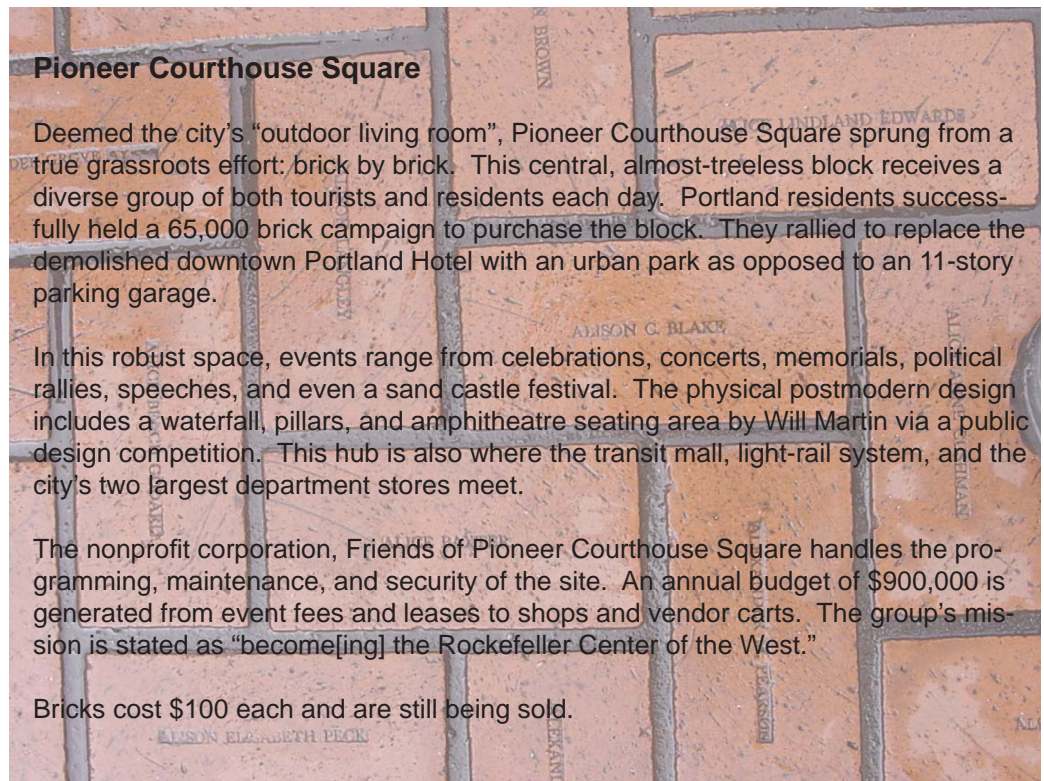 Pioneer Courthouse Square
Deemed the city's “outdoor living room”, Pioneer Courthouse Square sprung from a
true grassroots effort: brick by brick.  This central, almost-treeless block receives a
diverse group of both tourists and residents each day.  Portland residents success-
fully held a 65,000 brick campaign to purchase the block.  They rallied to replace the
demolished downtown Portland Hotel with an urban park as opposed to an 11-story
parking garage.
In this robust space, events range from celebrations, concerts, memorials, political
rallies, speeches, and even a sand castle festival.  The physical postmodern design
includes a waterfall, pillars, and amphitheatre seating area by Will Martin via a public
design competition.  This hub is also where the transit mall, light-rail system, and the
city's two largest department stores meet.
The nonprofit corporation, Friends of Pioneer Courthouse Square handles the pro-
gramming, maintenance, and security of the site.  An annual budget of $900,000 is
generated from event fees and leases to shops and vendor carts.  The group's mis-
sion is stated as “become[ing] the Rockefeller Center of the West.”
Bricks cost $100 each and are still being sold.
BROWN
LINDLAND EDWARDS
ALISON C. BLAKE
ALISON ELISABETH PECK
PEARSON